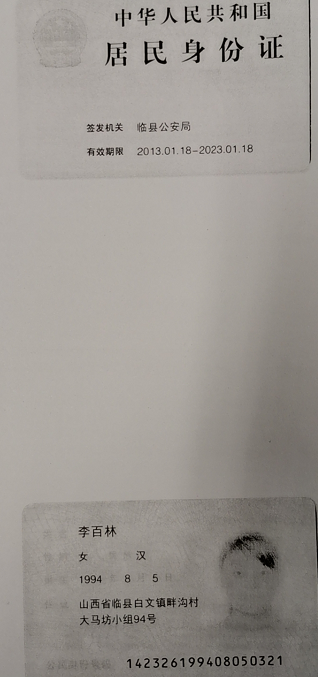 中华人民共和国
居民身份证
签发机关 临县公安局
有效期限 2013.01.18-2023.01.18
李百林
女 汉
1994 8 5
山西省临县白文镇畔沟村
大马坊小组94号
142326199408050321